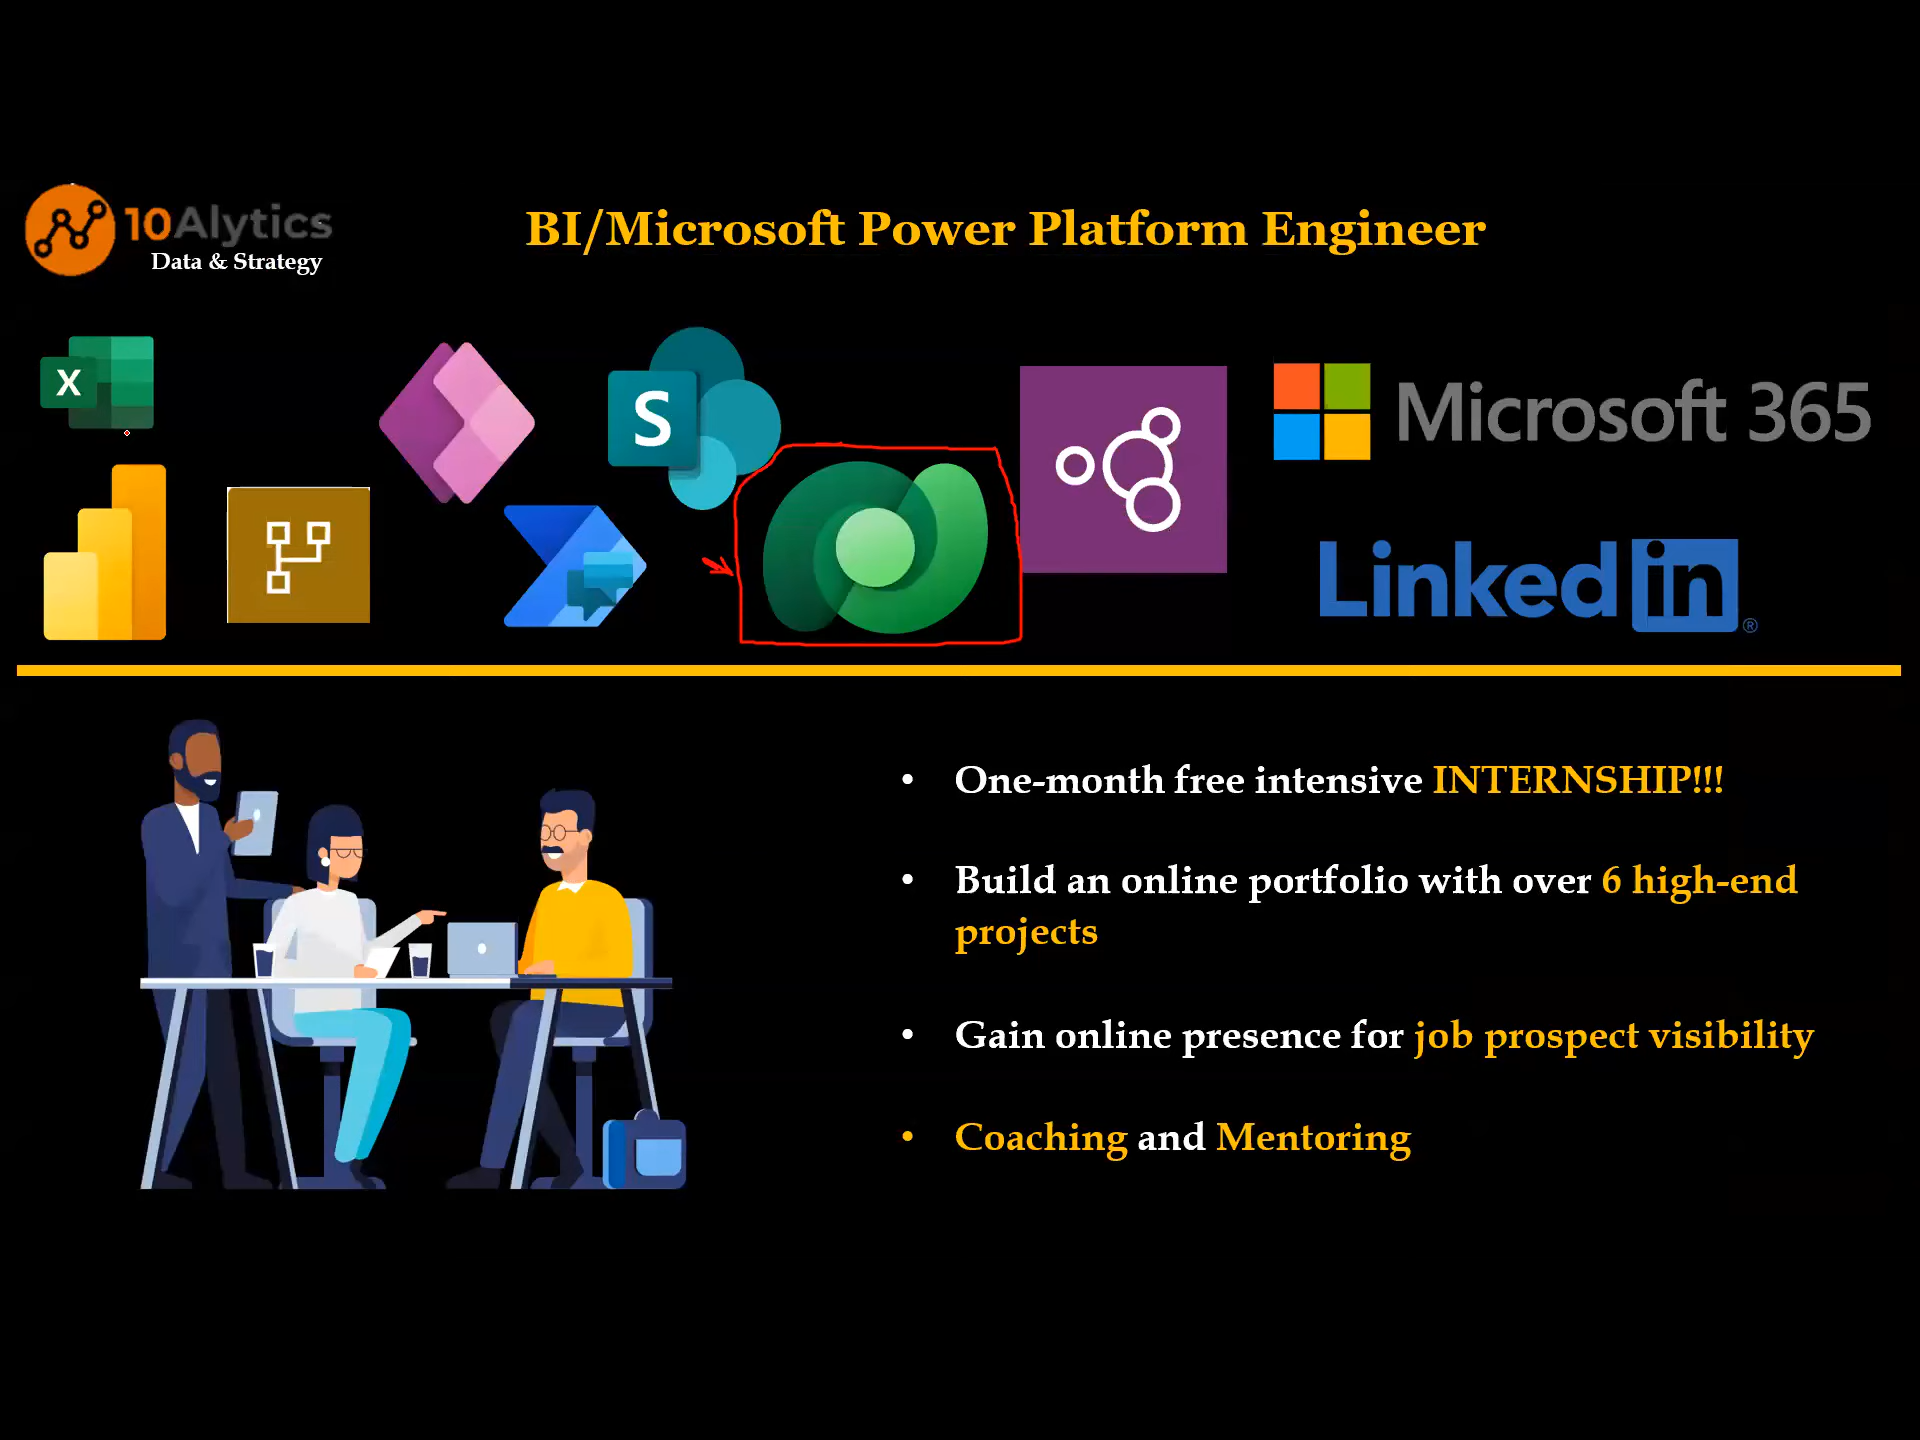 10Alytics
Data & Strategy
BI/Microsoft Power Platform Engineer
X
S
Microsoft 365
Linked in ®
• One-month free intensive INTERNSHIP!!!
• Build an online portfolio with over 6 high-end
projects
• Gain online presence for job prospect visibility
• Coaching and Mentoring